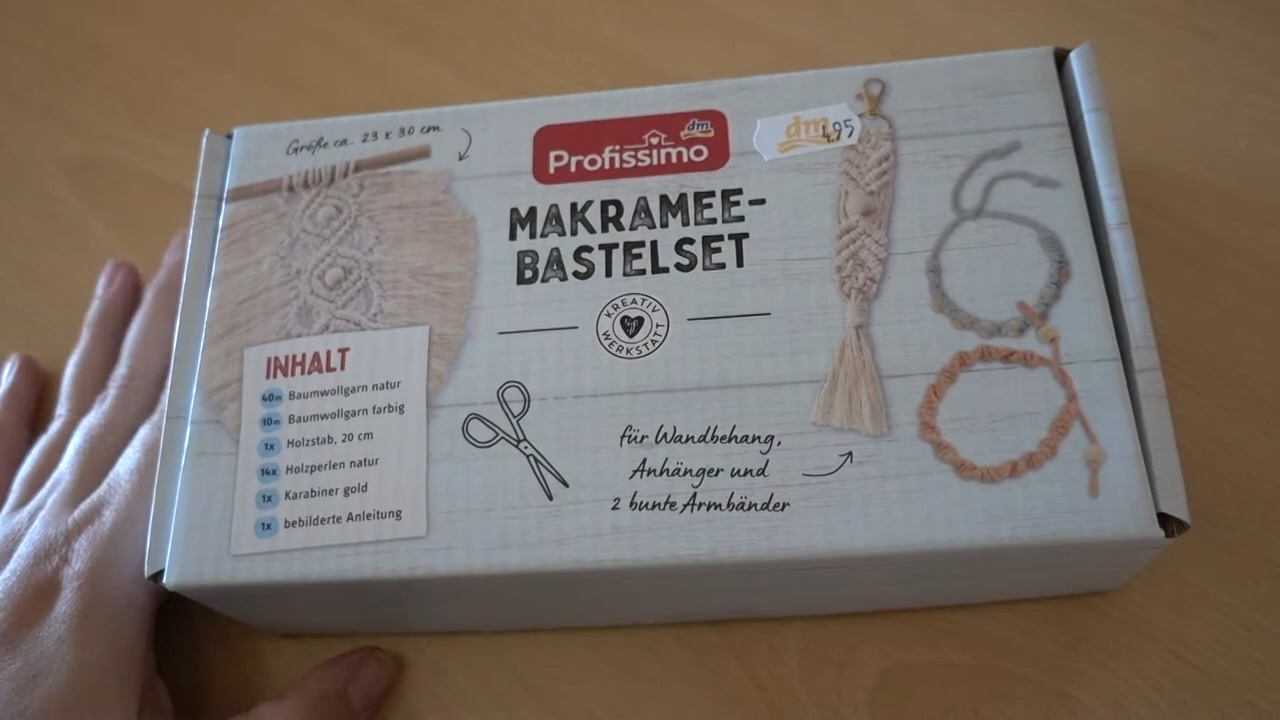 Größe ca. 23 x 30 cm
dm
Profissimo
dm 4,95
MAKRAMEE-
BASTELSET
KREATIV
WERKSTATT
INHALT
40m Baumwollgarn natur
10m Baumwollgarn farbig
1x Holzstab, 20 cm
14x Holzperlen natur
1x Karabiner gold
1x bebilderte Anleitung
für Wandbehang,
Anhänger und
2 bunte Armbänder